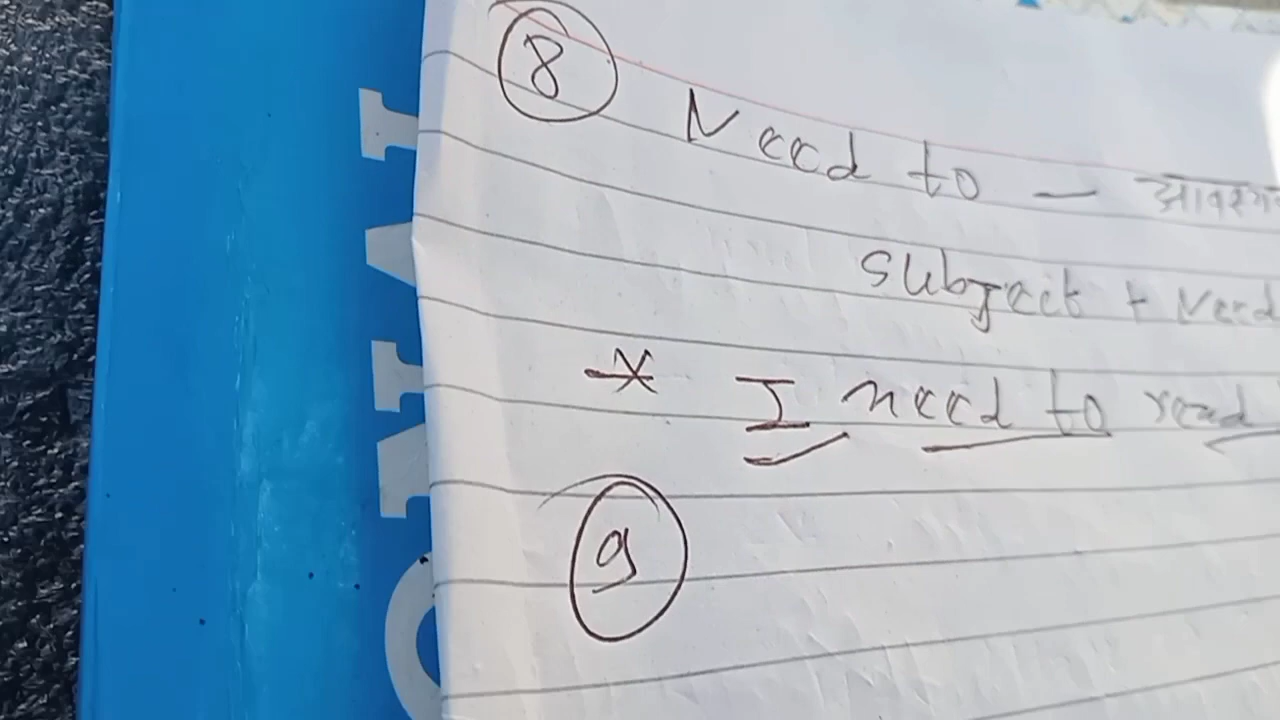 8
Need to -
subject + Need
* I need to read
9